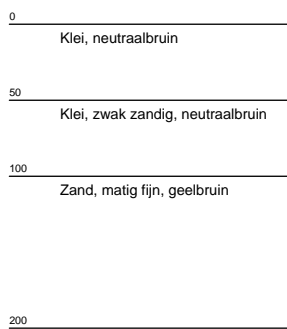 0
Klei, neutraalbruin
50
Klei, zwak zandig, neutraalbruin
100
Zand, matig fijn, geelbruin
200